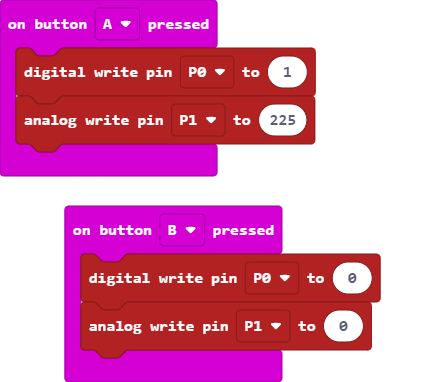 on button A pressed
digital write pin P0 to 1
analog write pin P1 to 225
on button B pressed
digital write pin P0 to 0
analog write pin P1 to 0